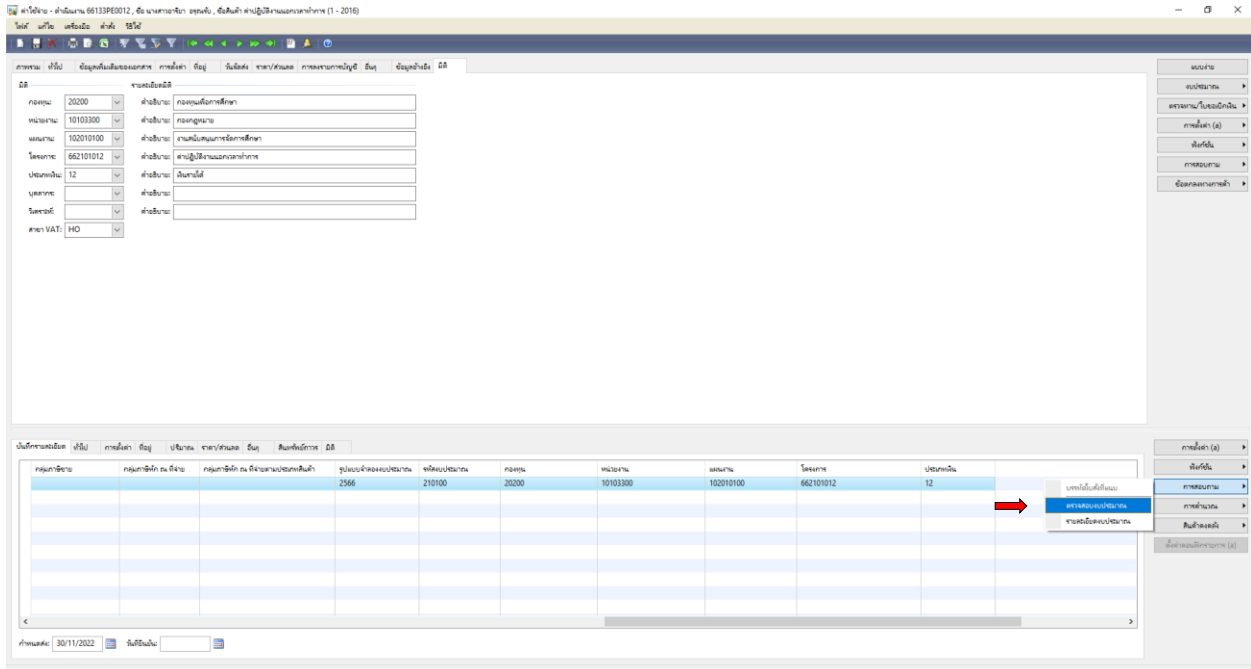 ค่าใช้จ่าย - ดำเนินงาน 66133PE0012 , ชื่อ นางสาวอาริยา อรุณจับ , ชื่อสินค้า ค่าปฏิบัติงานนอกเวลาทำการ (1 - 2016)
ไฟล์ แก้ไข เครื่องมือ คำสั่ง วิธีใช้
ภาพรวม ทั่วไป ข้อมูลเพิ่มเติมของเอกสาร การตั้งค่า ที่อยู่ วันจัดส่ง ราคา/ส่วนลด การลงรายการบัญชี อื่นๆ ข้อมูลอ้างอิง มิติ
แบบง่าย
มิติ รายละเอียดมิติ
งบประมาณ
กองทุน: 20200 คำอธิบาย: กองทุนเพื่อการศึกษา
ตรวจทาน/ใบขอเบิกเงิน
หน่วยงาน: 10103300 คำอธิบาย: กองกฎหมาย
การตั้งค่า (a)
แผนงาน: 102010100 คำอธิบาย: งานสนับสนุนการจัดการศึกษา
ฟังก์ชัน
โครงการ: 662101012 คำอธิบาย: ค่าปฏิบัติงานนอกเวลาทำการ
การสอบถาม
ประเภทเงิน: 12 คำอธิบาย: เงินรายได้
ข้อตกลงทางการค้า
บุคลากร: คำอธิบาย:
วิเคราะห์: คำอธิบาย:
สาขา VAT: HO
บันทึกรายละเอียด ทั่วไป การตั้งค่า ที่อยู่ ปริมาณ ราคา/ส่วนลด อื่นๆ สินทรัพย์ถาวร มิติ
การตั้งค่า (a)
กลุ่มภาษีขาย กลุ่มภาษีหัก ณ ที่จ่าย กลุ่มภาษีหัก ณ ที่จ่ายตามประเภทสินค้า รูปแบบจำลองงบประมาณ รหัสงบประมาณ กองทุน หน่วยงาน แผนงาน โครงการ ประเภทเงิน
ฟังก์ชัน
2566 210100 20200 10103300 102010100 662101012 12
การสอบถาม
ตรวจสอบงบประมาณ
การคำนวณ
รายละเอียดงบประมาณ
สินค้าคงคลัง
กำหนดส่ง: 30/11/2022 วันที่ยืนยัน: